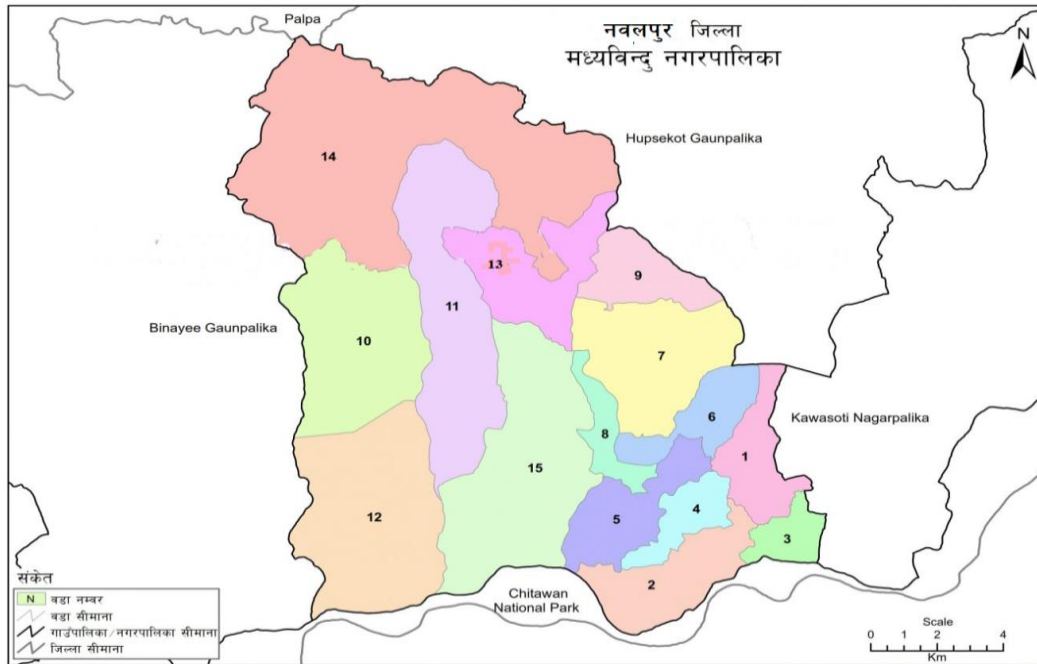 Palpa
नवलपुर जिल्ला
मध्यविन्दु नगरपालिका
N
Hupsekot Gaunpalika
14
13
9
11
Binayee Gaunpalika
10
7
6
Kawasoti Nagarpalika
8
1
15
12
5
4
3
2
संकेत
N वडा नम्बर
वडा सीमाना
गाउंपालिका/नगरपालिका सीमाना
जिल्ला सीमाना
Chitawan
National Park
Scale
0 1 2 4
Km